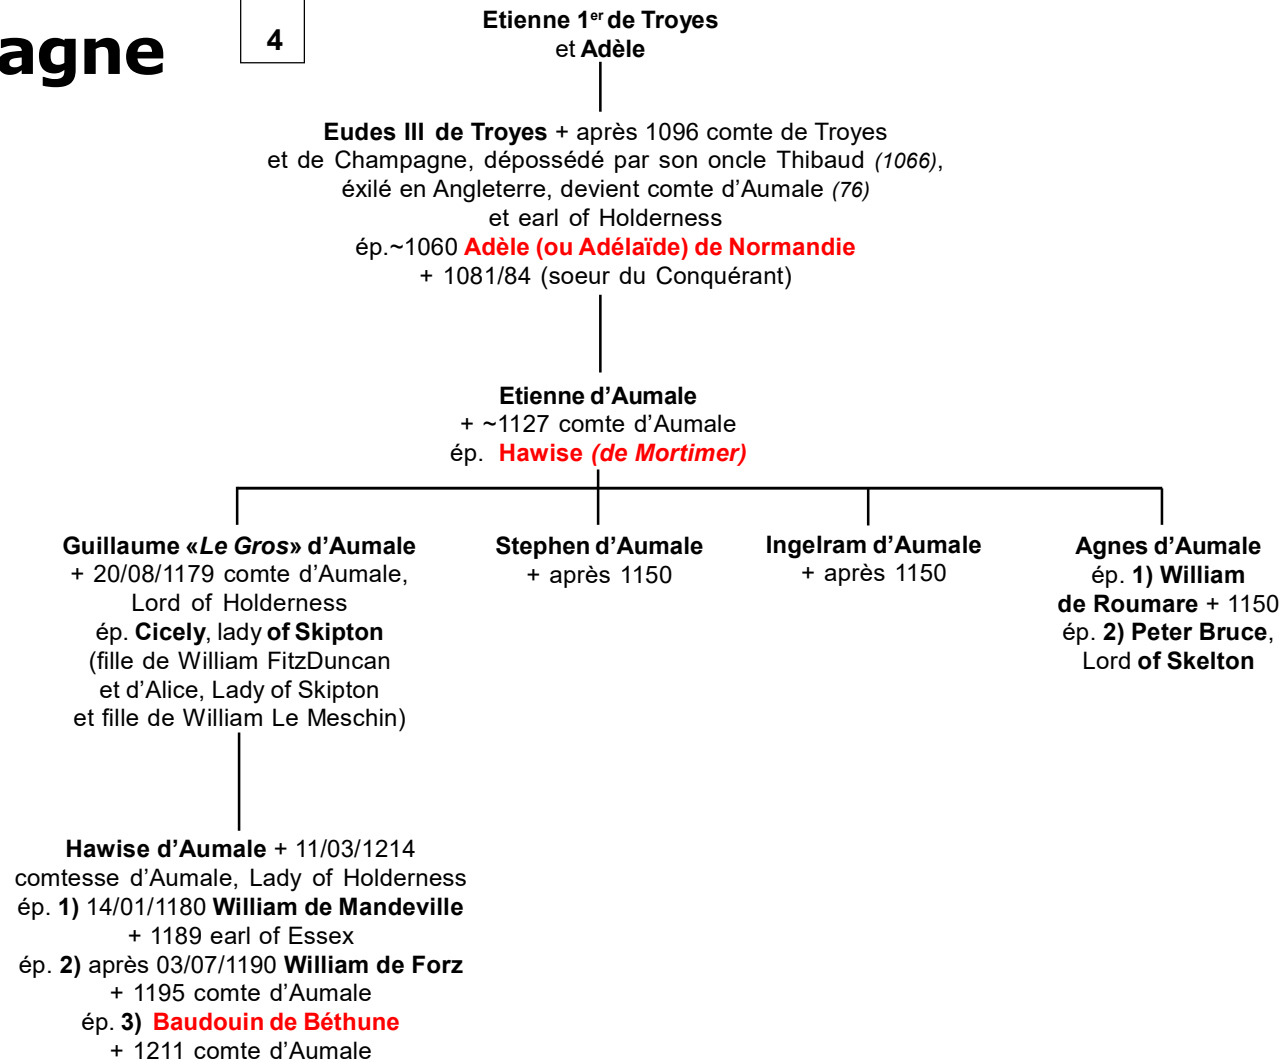 agne
4
Etienne 1er de Troyes
et Adèle
Eudes III de Troyes + après 1096 comte de Troyes
et de Champagne, dépossédé par son oncle Thibaud (1066),
éxilé en Angleterre, devient comte d’Aumale (76)
et earl of Holderness
ép.~1060 Adèle (ou Adélaïde) de Normandie
+ 1081/84 (soeur du Conquérant)
Etienne d’Aumale
+ ~1127 comte d’Aumale
ép. Hawise (de Mortimer)
Guillaume «Le Gros» d’Aumale
+ 20/08/1179 comte d’Aumale,
Lord of Holderness
ép. Cicely, lady of Skipton
(fille de William FitzDuncan
et d’Alice, Lady of Skipton
et fille de William Le Meschin)
Stephen d’Aumale
+ après 1150
Ingelram d’Aumale
+ après 1150
Agnes d’Aumale
ép. 1) William
de Roumare + 1150
ép. 2) Peter Bruce,
Lord of Skelton
Hawise d’Aumale + 11/03/1214
comtesse d’Aumale, Lady of Holderness
ép. 1) 14/01/1180 William de Mandeville
+ 1189 earl of Essex
ép. 2) après 03/07/1190 William de Forz
+ 1195 comte d’Aumale
ép. 3) Baudouin de Béthune
+ 1211 comte d’Aumale